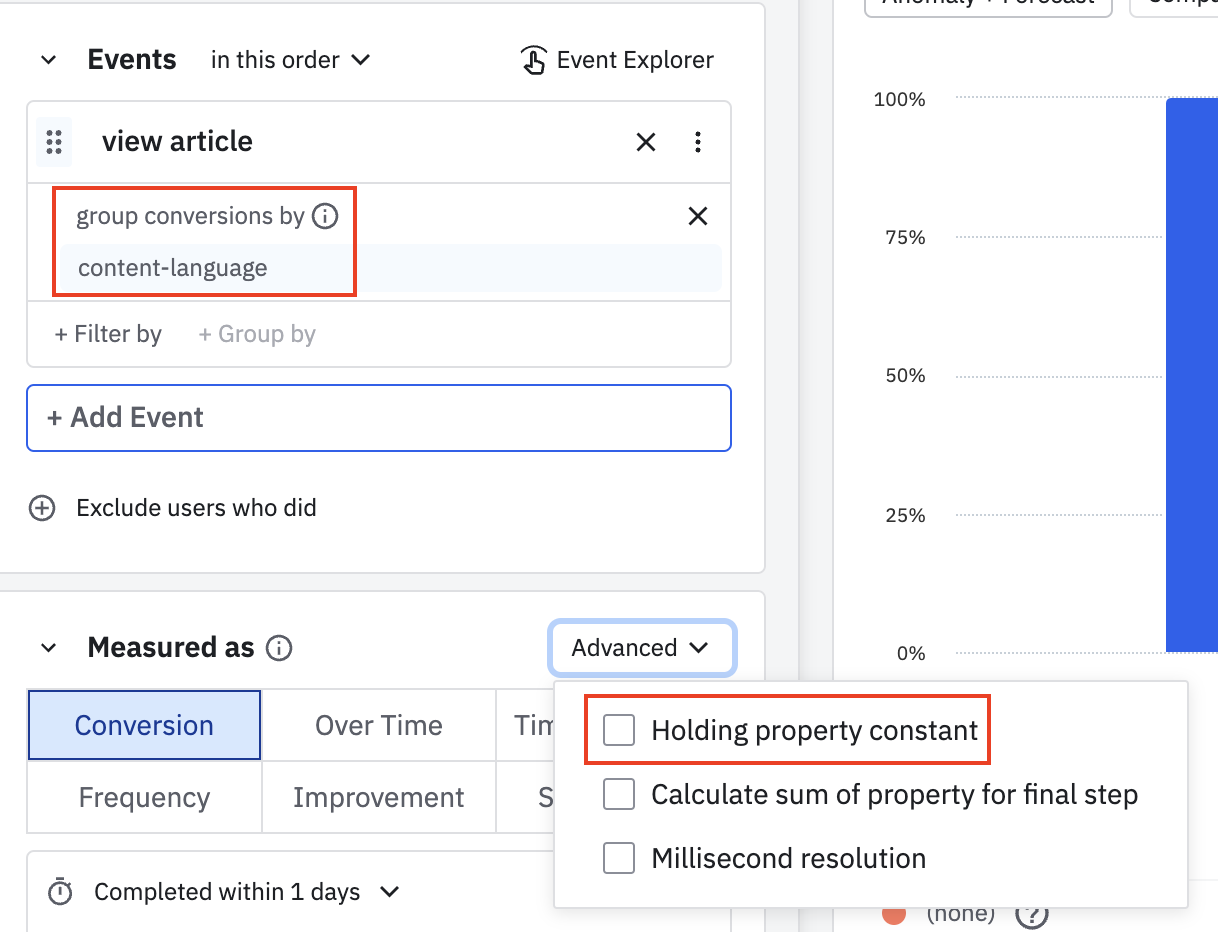 Events in this order Event Explorer
view article
group conversions by
content-language
+ Filter by + Group by
+ Add Event
Exclude users who did
Measured as Advanced
Conversion Over Time
Frequency Improvement
Holding property constant
Calculate sum of property for final step
Millisecond resolution
Completed within 1 days
Anomaly + Forecast
100%
75%
50%
25%
0%
(none)